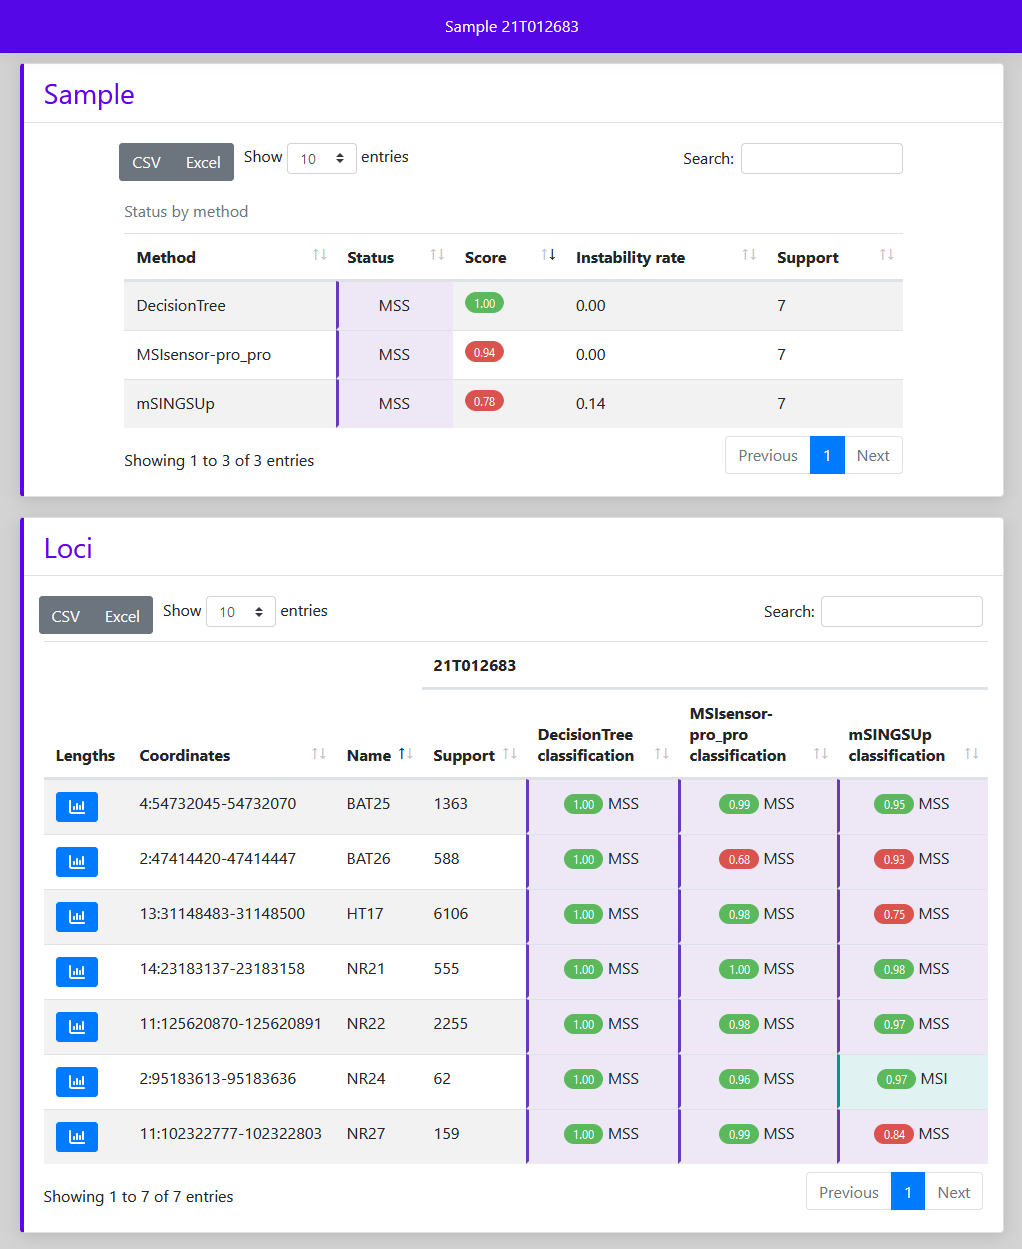 Sample 21T012683
Sample
CSV Excel Show 10 entries Search:
Status by method
Method Status Score Instability rate Support
DecisionTree MSS 1.00 0.00 7
MSIsensor-pro_pro MSS 0.94 0.00 7
mSINGSUp MSS 0.78 0.14 7
Showing 1 to 3 of 3 entries Previous 1 Next
Loci
CSV Excel Show 10 entries Search:
21T012683
Lengths Coordinates Name Support DecisionTree classification MSIsensor-pro_pro classification mSINGSUp classification
4:54732045-54732070 BAT25 1363 1.00 MSS 0.99 MSS 0.95 MSS
2:47414420-47414447 BAT26 588 1.00 MSS 0.68 MSS 0.93 MSS
13:31148483-31148500 HT17 6106 1.00 MSS 0.98 MSS 0.75 MSS
14:23183137-23183158 NR21 555 1.00 MSS 1.00 MSS 0.98 MSS
11:125620870-125620891 NR22 2255 1.00 MSS 0.98 MSS 0.97 MSS
2:95183613-95183636 NR24 62 1.00 MSS 0.96 MSS 0.97 MSI
11:102322777-102322803 NR27 159 1.00 MSS 0.99 MSS 0.84 MSS
Showing 1 to 7 of 7 entries Previous 1 Next